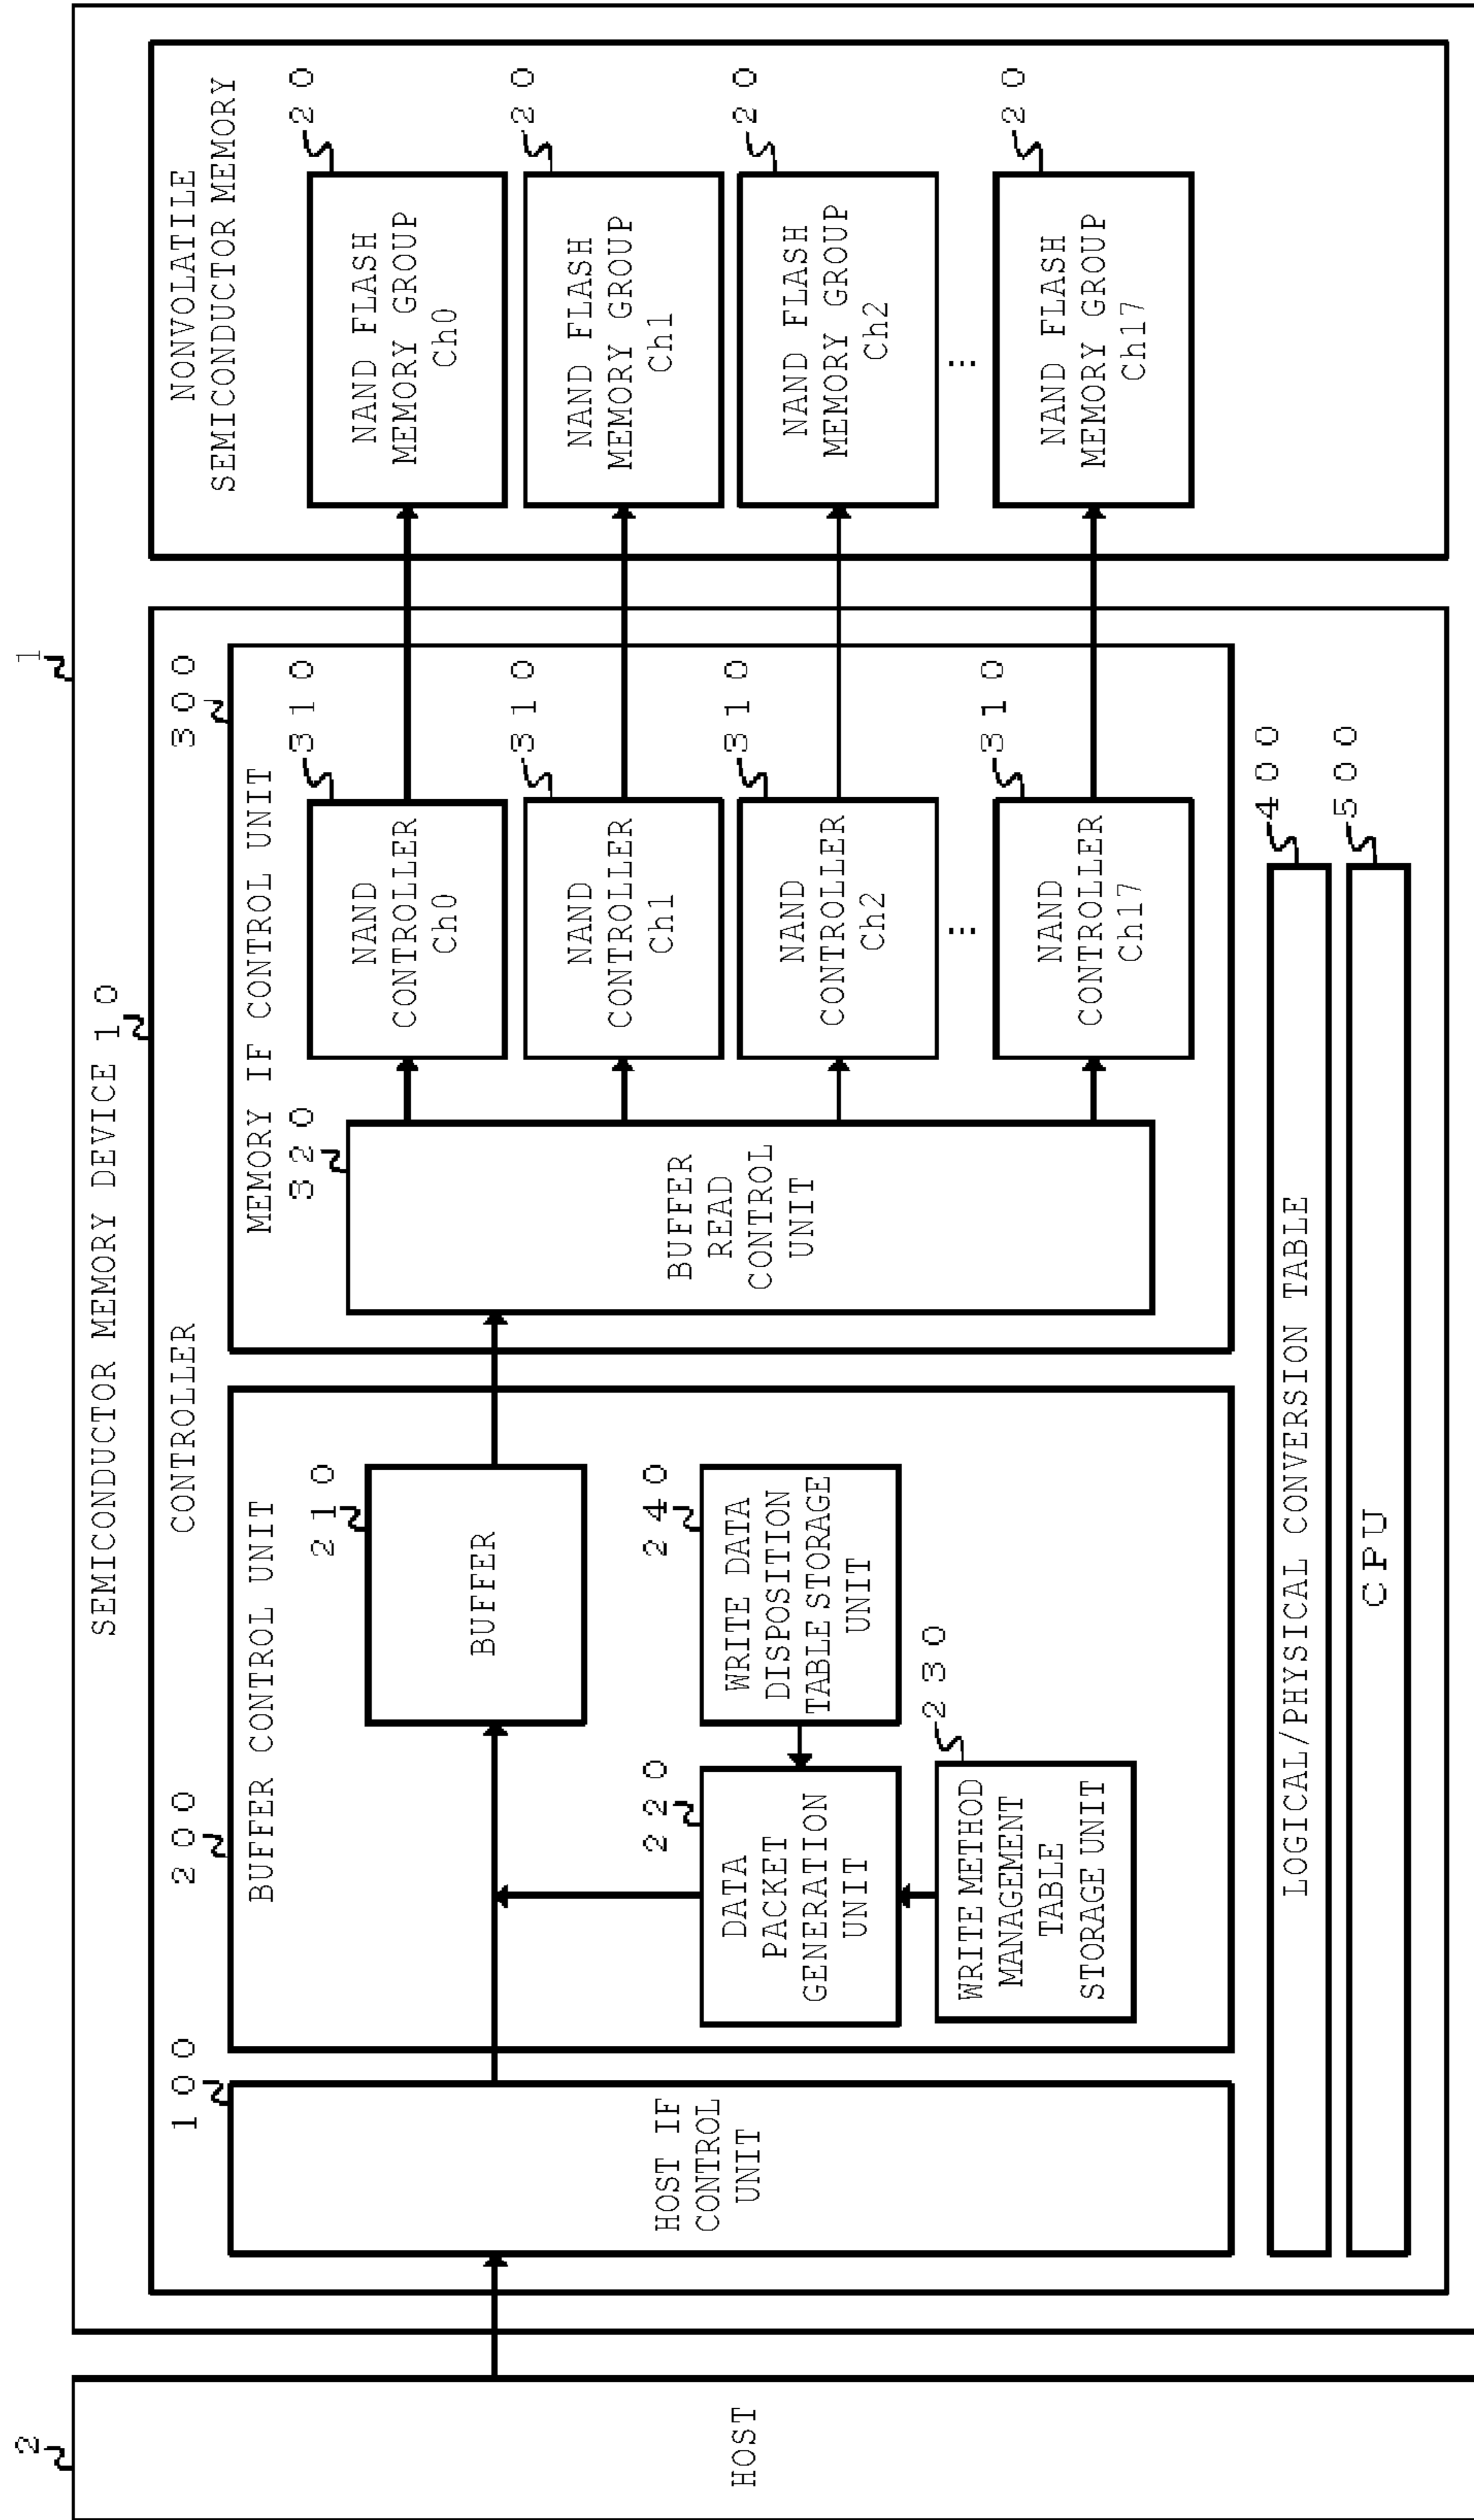 2
HOST
1
SEMICONDUCTOR MEMORY DEVICE
10
CONTROLLER
100
HOST IF
CONTROL
UNIT
200
BUFFER CONTROL UNIT
210
BUFFER
220
DATA
PACKET
GENERATION
UNIT
240
WRITE DATA
DISPOSITION
TABLE STORAGE
UNIT
230
WRITE METHOD
MANAGEMENT
TABLE
STORAGE UNIT
300
MEMORY IF CONTROL UNIT
320
BUFFER
READ
CONTROL
UNIT
310
NAND
CONTROLLER
Ch0
310
NAND
CONTROLLER
Ch1
310
NAND
CONTROLLER
Ch2
...
310
NAND
CONTROLLER
Ch17
400
LOGICAL/PHYSICAL CONVERSION TABLE
500
CPU
NONVOLATILE
SEMICONDUCTOR MEMORY
20
NAND FLASH
MEMORY GROUP
Ch0
20
NAND FLASH
MEMORY GROUP
Ch1
20
NAND FLASH
MEMORY GROUP
Ch2
...
20
NAND FLASH
MEMORY GROUP
Ch17